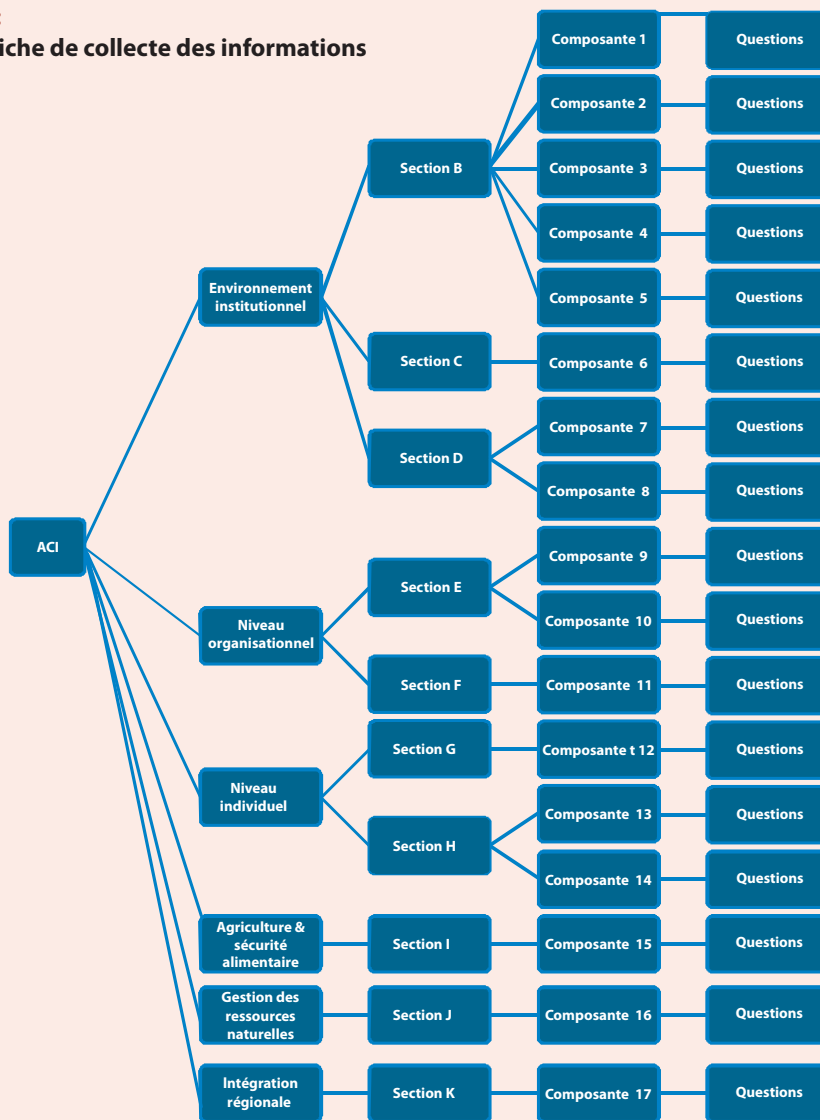 :
iche de collecte des informations
Composante 1
Questions
Composante 2
Questions
Section B
Composante 3
Questions
Composante 4
Questions
Environnement
institutionnel
Composante 5
Questions
Section C
Composante 6
Questions
Section D
Composante 7
Questions
Composante 8
Questions
ACI
Niveau
organisationnel
Section E
Composante 9
Questions
Composante 10
Questions
Section F
Composante 11
Questions
Niveau
individuel
Section G
Composante t 12
Questions
Section H
Composante 13
Questions
Composante 14
Questions
Agriculture &
sécurité
alimentaire
Section I
Composante 15
Questions
Gestion des
ressources
naturelles
Section J
Composante 16
Questions
Intégration
régionale
Section K
Composante 17
Questions